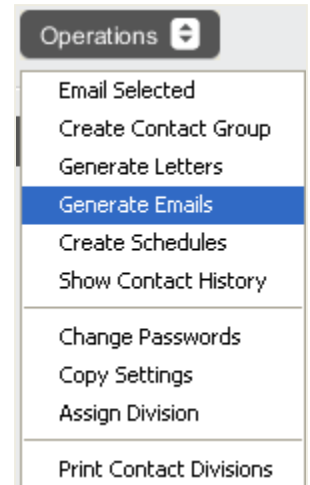 Operations
Email Selected
Create Contact Group
Generate Letters
Generate Emails
Create Schedules
Show Contact History
Change Passwords
Copy Settings
Assign Division
Print Contact Divisions